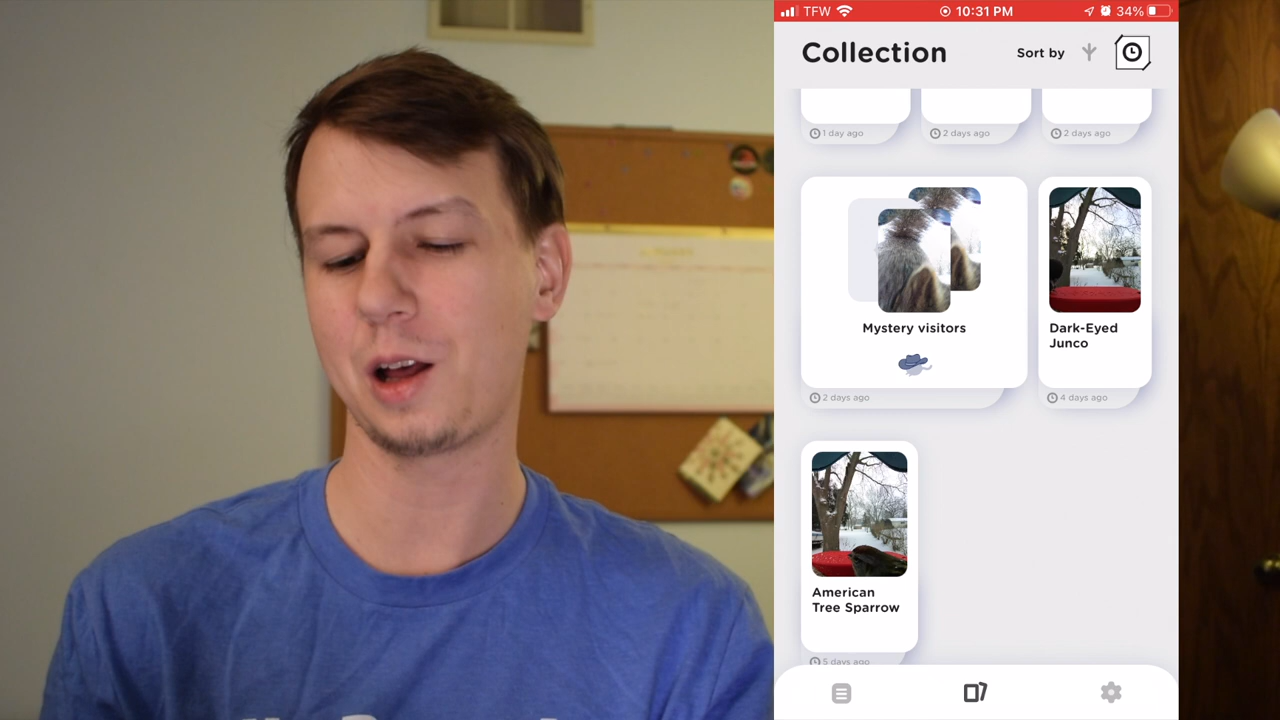 TFW 10:31 PM 34%
Collection Sort by
1 day ago 2 days ago 2 days ago
Mystery visitors
Dark-Eyed
Junco
2 days ago 4 days ago
American
Tree Sparrow
5 days ago